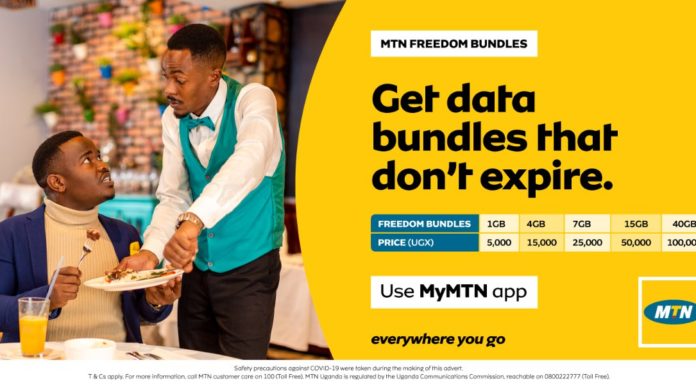 MTN FREEDOM BUNDLES
Get data
bundles that
don't expire.
FREEDOM BUNDLES 1GB 4GB 7GB 15GB 40GB
PRICE (UGX) 5,000 15,000 25,000 50,000 100,00
Use MyMTN app
MTN
everywhere you go
Safety precautions against COVID-19 were taken during the making of this advert.
T & Cs apply. For more information, call MTN customer care on 100 (Toll Free). MTN Uganda is regulated by the Uganda Communications Commission, reachable on 0800222777 (Toll Free).